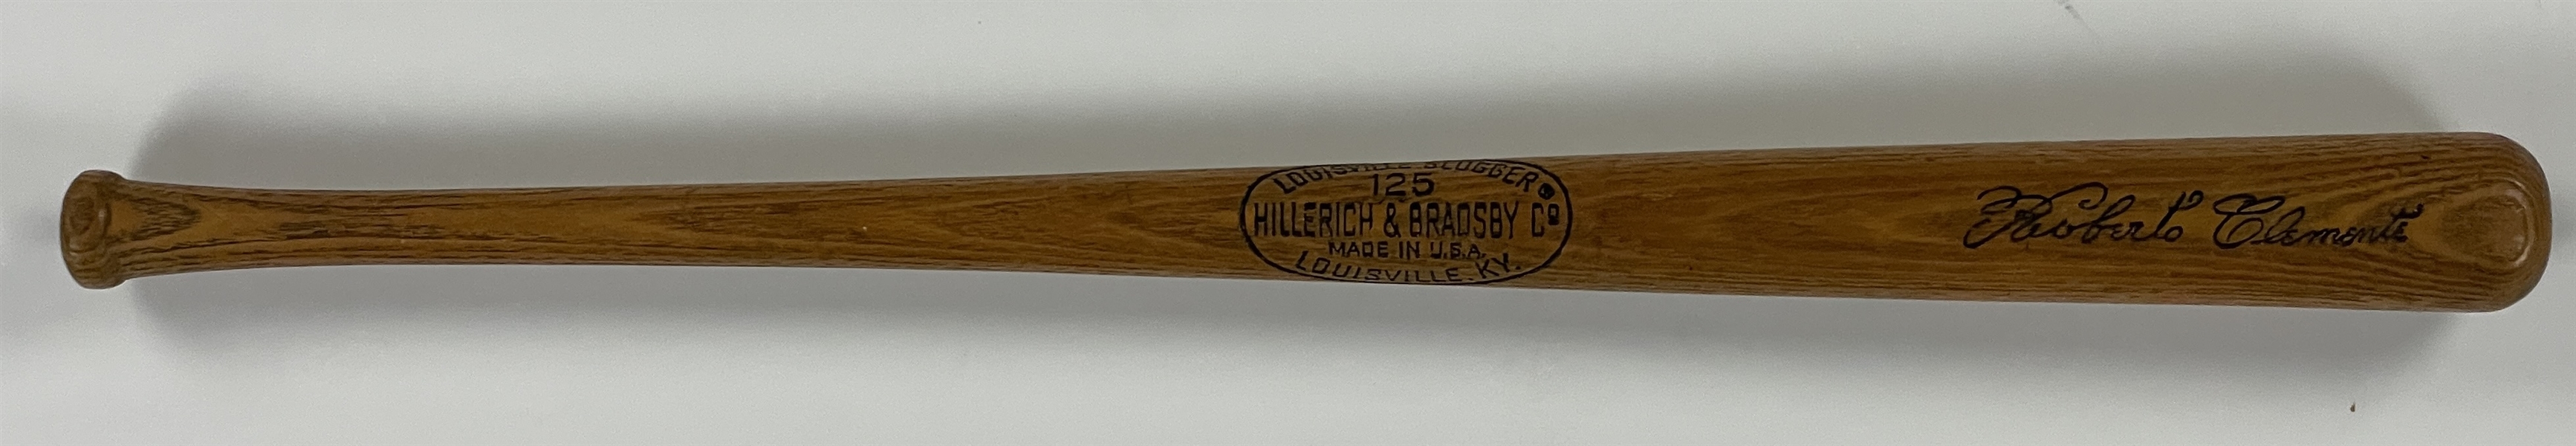 LOUISVILLE SLUGGER ®
125
HILLERICH & BRADSBY Cº
MADE IN U.S.A.
LOUISVILLE, KY.
Roberto Clemente